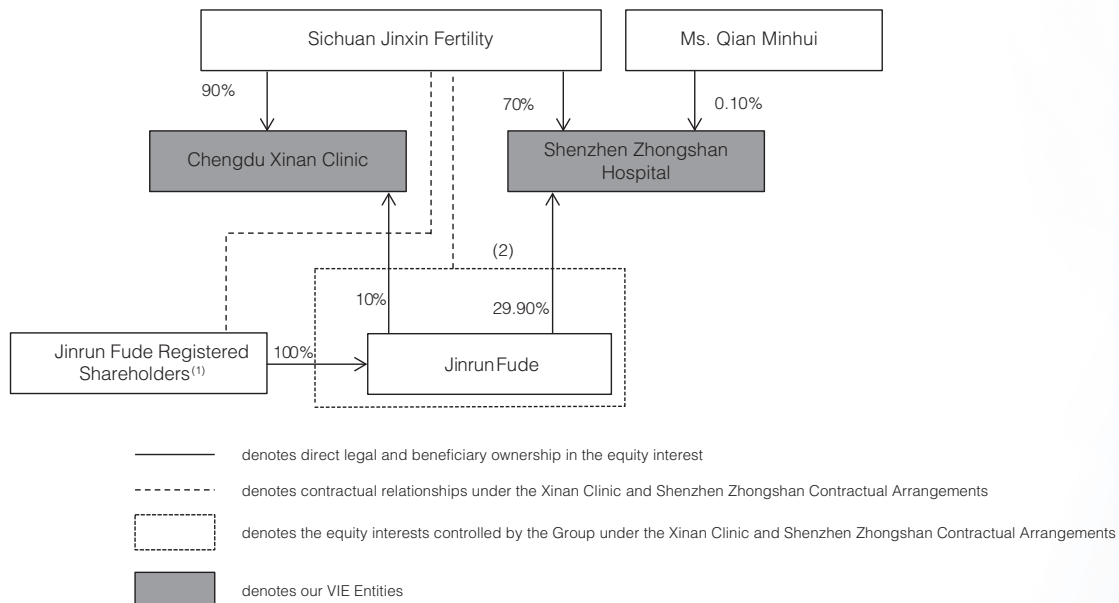 Sichuan Jinxin Fertility
Ms. Qian Minhui
90%
70%
0.10%
Chengdu Xinan Clinic
Shenzhen Zhongshan
Hospital
(2)
10%
29.90%
Jinrun Fude Registered
Shareholders(1)
100%
Jinrun Fude
denotes direct legal and beneficiary ownership in the equity interest
denotes contractual relationships under the Xinan Clinic and Shenzhen Zhongshan Contractual Arrangements
denotes the equity interests controlled by the Group under the Xinan Clinic and Shenzhen Zhongshan Contractual Arrangements
denotes our VIE Entities